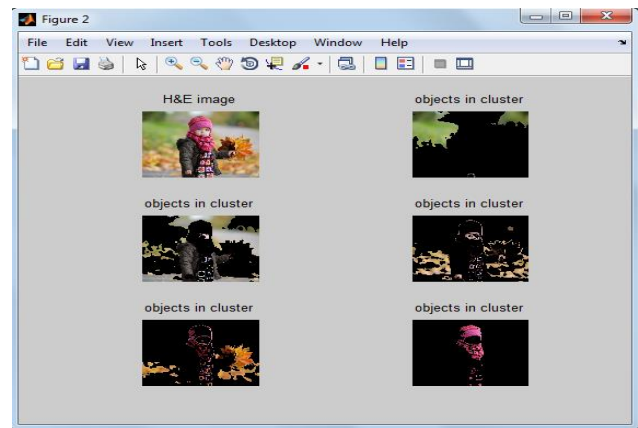 Figure 2
File Edit View Insert Tools Desktop Window Help
H&E image objects in cluster
objects in cluster objects in cluster
objects in cluster objects in cluster